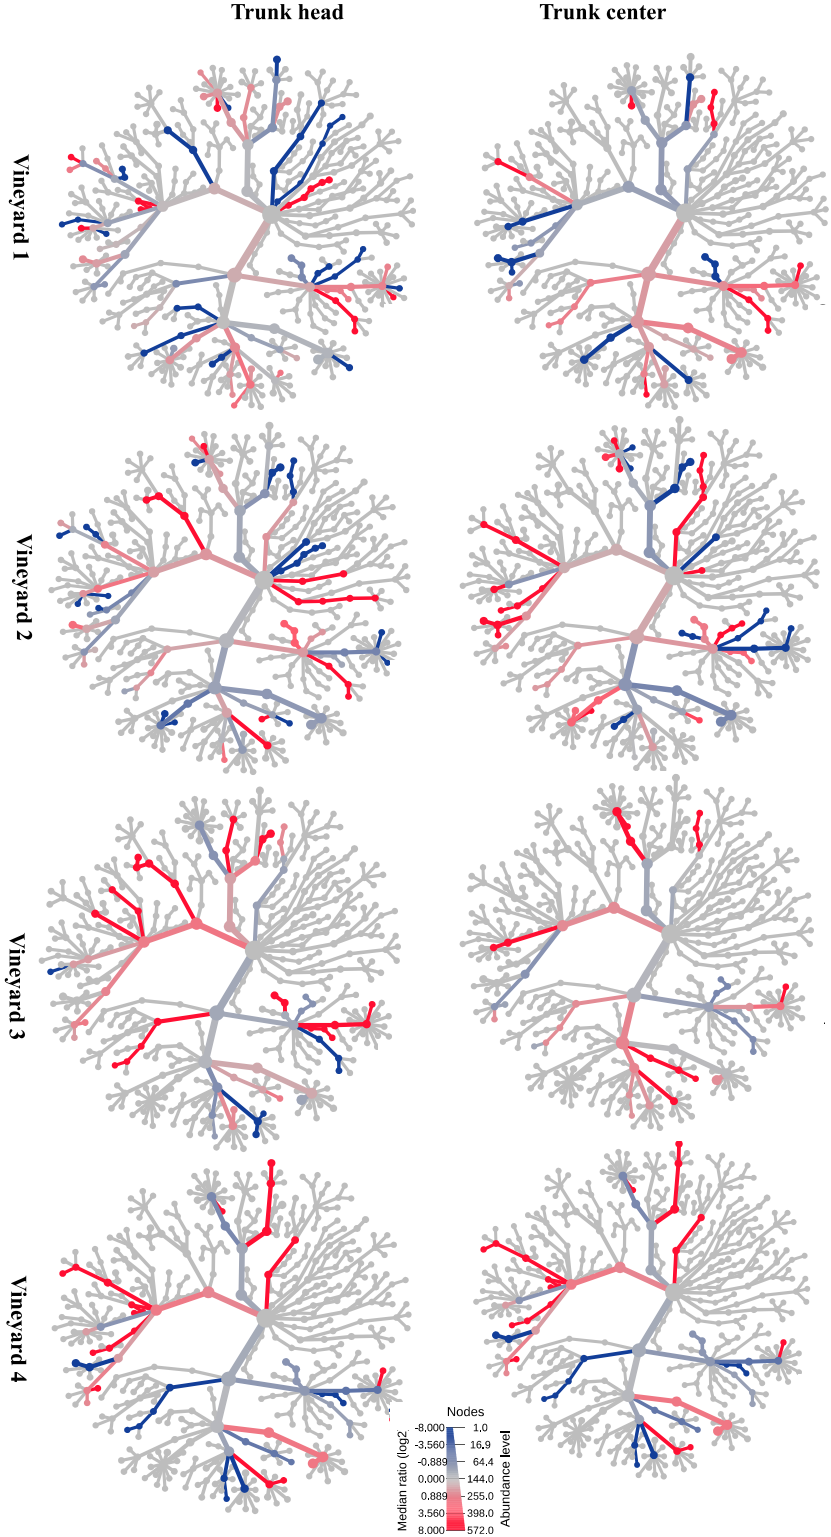 Trunk head
Trunk center
Vineyard 1
Vineyard 2
Vineyard 3
Vineyard 4
Nodes
Median ratio (log2
Abundance level
-8.000 1.0
-3.560 16.9
-0.889 64.4
0.000 144.0
0.889 255.0
3.560 398.0
8.000 572.0